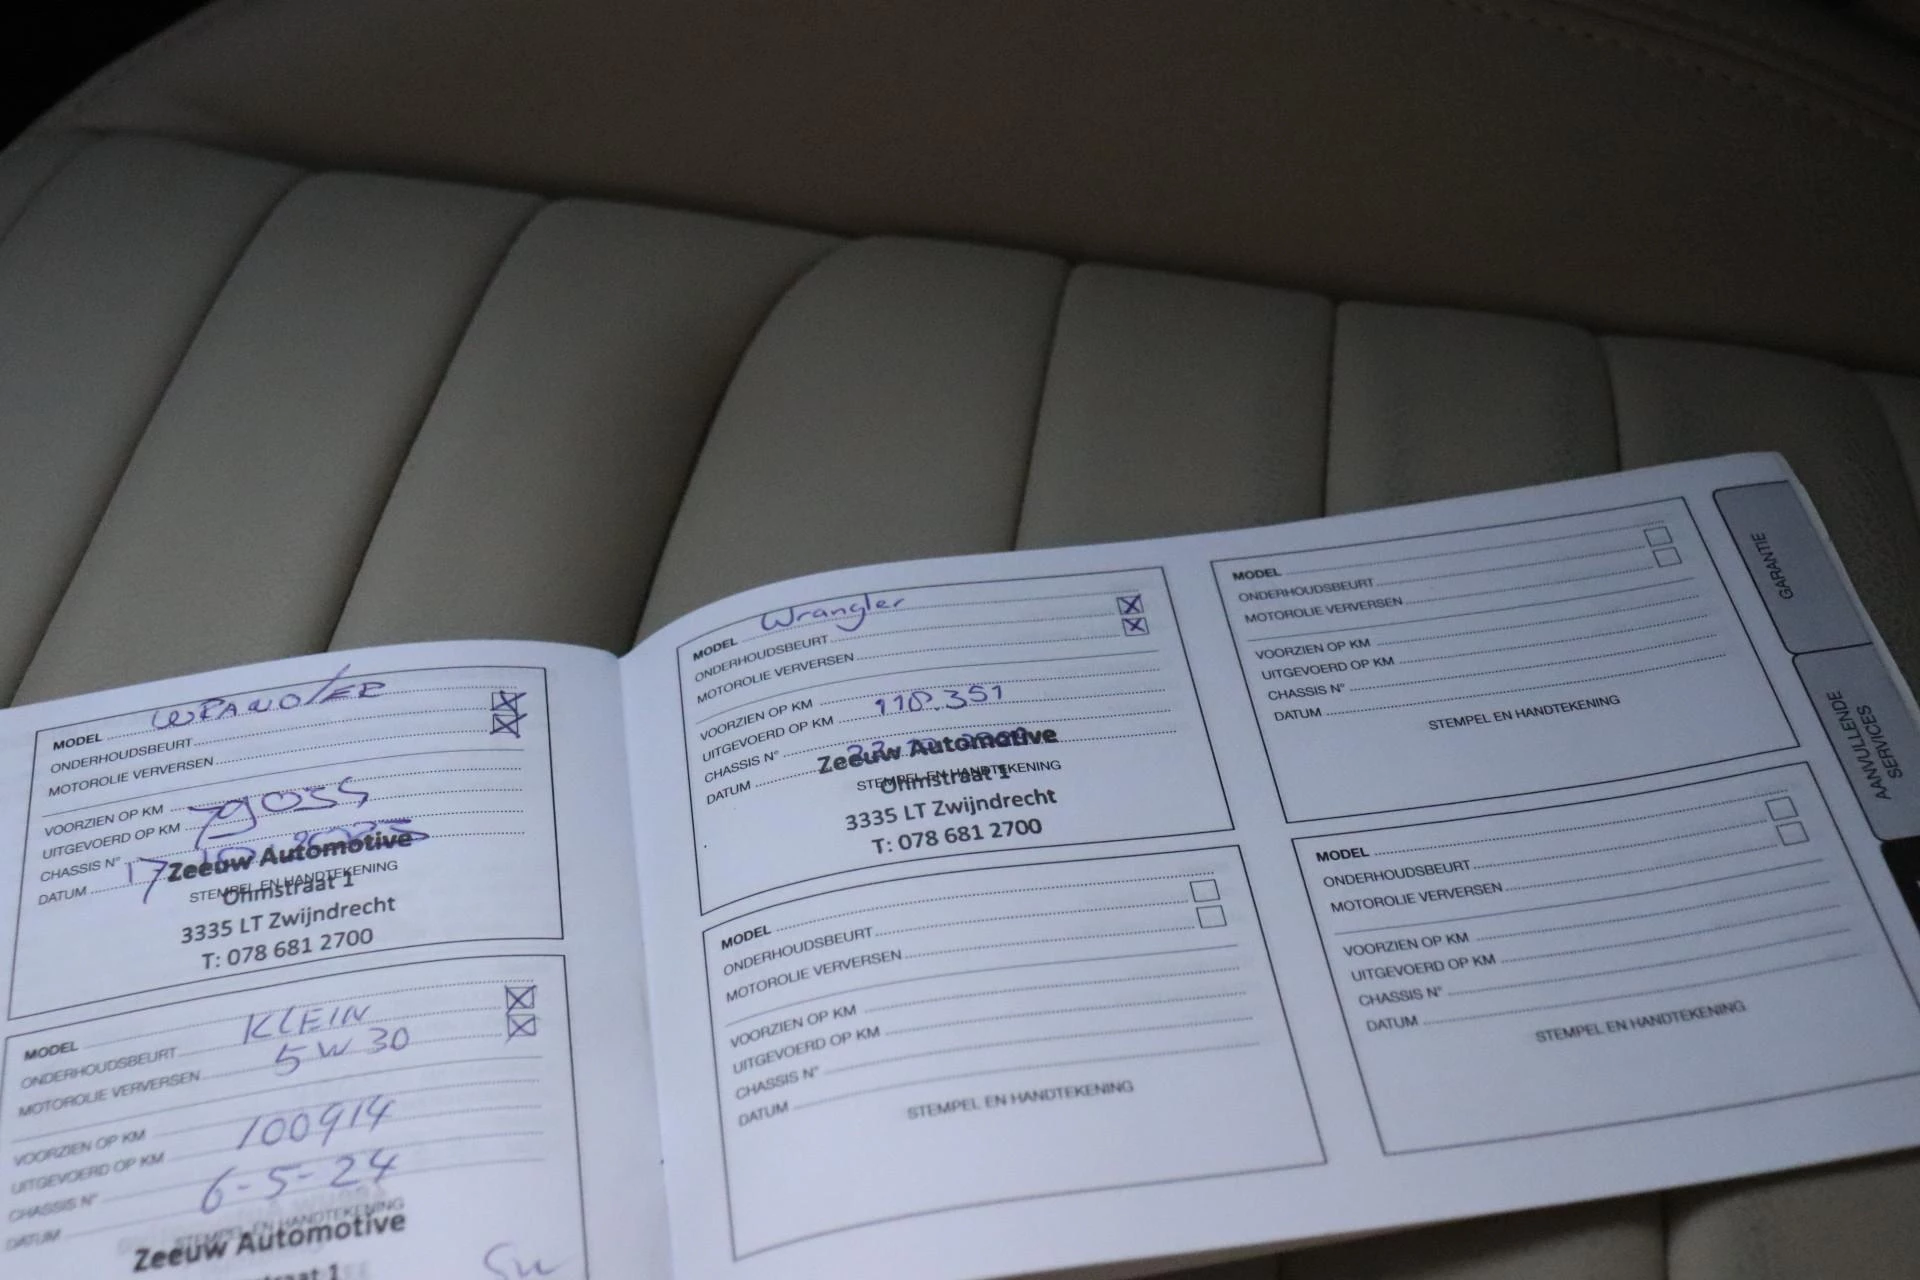 MODEL WRANGLER
ONDERHOUDSBEURT
MOTOROLIE VERVERSEN
VOORZIEN OP KM
UITGEVOERD OP KM 79055
CHASSIS N°
DATUM 17
Zeeuw Automotive
STEMPEL EN HANDTEKENING
Ohmstraat 1
3335 LT Zwijndrecht
T: 078 681 2700
MODEL
ONDERHOUDSBEURT KLEIN
MOTOROLIE VERVERSEN 5W30
VOORZIEN OP KM
UITGEVOERD OP KM 100914
CHASSIS N°
DATUM 6-5-24
STEMPEL EN HANDTEKENING
Zeeuw Automotive
MODEL Wrangler
ONDERHOUDSBEURT
MOTOROLIE VERVERSEN
VOORZIEN OP KM
UITGEVOERD OP KM 110.351
CHASSIS N°
DATUM
Zeeuw Automotive
STEMPEL EN HANDTEKENING
Ohmstraat 1
3335 LT Zwijndrecht
T: 078 681 2700
MODEL
ONDERHOUDSBEURT
MOTOROLIE VERVERSEN
VOORZIEN OP KM
UITGEVOERD OP KM
CHASSIS N°
DATUM
STEMPEL EN HANDTEKENING
MODEL
ONDERHOUDSBEURT
MOTOROLIE VERVERSEN
VOORZIEN OP KM
UITGEVOERD OP KM
CHASSIS N°
DATUM
STEMPEL EN HANDTEKENING
MODEL
ONDERHOUDSBEURT
MOTOROLIE VERVERSEN
VOORZIEN OP KM
UITGEVOERD OP KM
CHASSIS N°
DATUM
STEMPEL EN HANDTEKENING
GARANTIE
AANVULLENDE
SERVICES